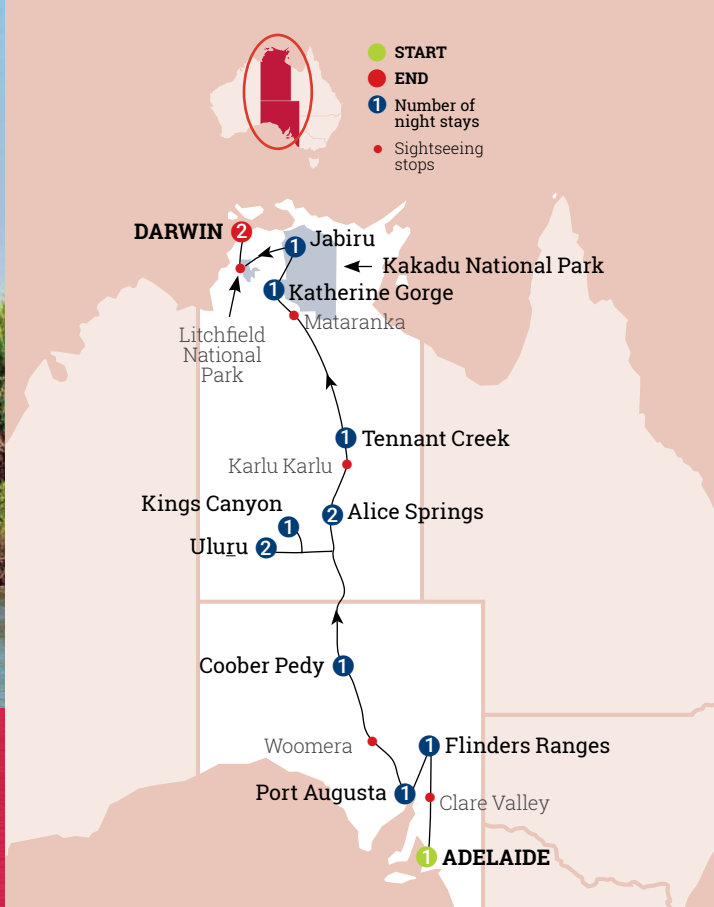 START
END
1 Number of
night stays
Sightseeing
stops
DARWIN 2
1 Jabiru
Kakadu National Park
1 Katherine Gorge
Mataranka
Litchfield
National
Park
1 Tennant Creek
Karlu Karlu
Kings Canyon
1
2 Alice Springs
Uluṟu 2
Coober Pedy 1
Woomera
1 Flinders Ranges
Port Augusta 1
Clare Valley
1 ADELAIDE